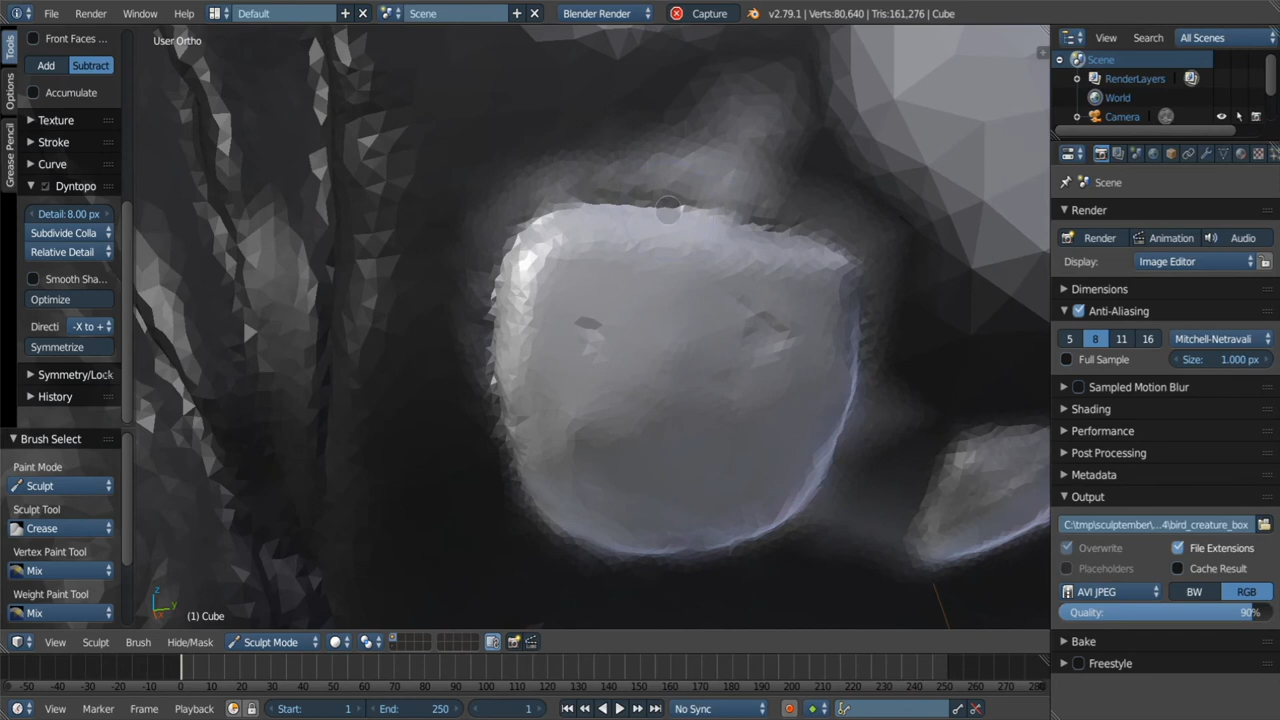 File Render Window Help Default Scene Blender Render Capture v2.79.1 | Verts:80,640 | Tris:161,276 | Cube
Tools
Options
Grease Pencil
Front Faces ...
Add Subtract
Accumulate
Texture
Stroke
Curve
Dyntopo
Detail: 8.00 px
Subdivide Colla
Relative Detail
Smooth Sha...
Optimize
Directi -X to +
Symmetrize
Symmetry/Lock
History
Brush Select
Paint Mode
Sculpt
Sculpt Tool
Crease
Vertex Paint Tool
Mix
Weight Paint Tool
Mix
User Ortho
z
y
x
(1) Cube
View Search All Scenes
Scene
RenderLayers
World
Camera
Scene
Render
Render Animation Audio
Display: Image Editor
Dimensions
Anti-Aliasing
5 8 11 16 Mitchell-Netravali
Full Sample Size: 1.000 px
Sampled Motion Blur
Shading
Performance
Post Processing
Metadata
Output
C:\tmp\sculptember\...4\bird_creature_box
Overwrite File Extensions
Placeholders Cache Result
AVI JPEG BW RGB
Quality: 90%
Bake
Freestyle
View Sculpt Brush Hide/Mask Sculpt Mode
-50 -40 -30 -20 -10 0 10 20 30 40 50 60 70 80 90 100 110 120 130 140 150 160 170 180 190 200 210 220 230 240 250 260 270 280
View Marker Frame Playback Start: 1 End: 250 1 No Sync